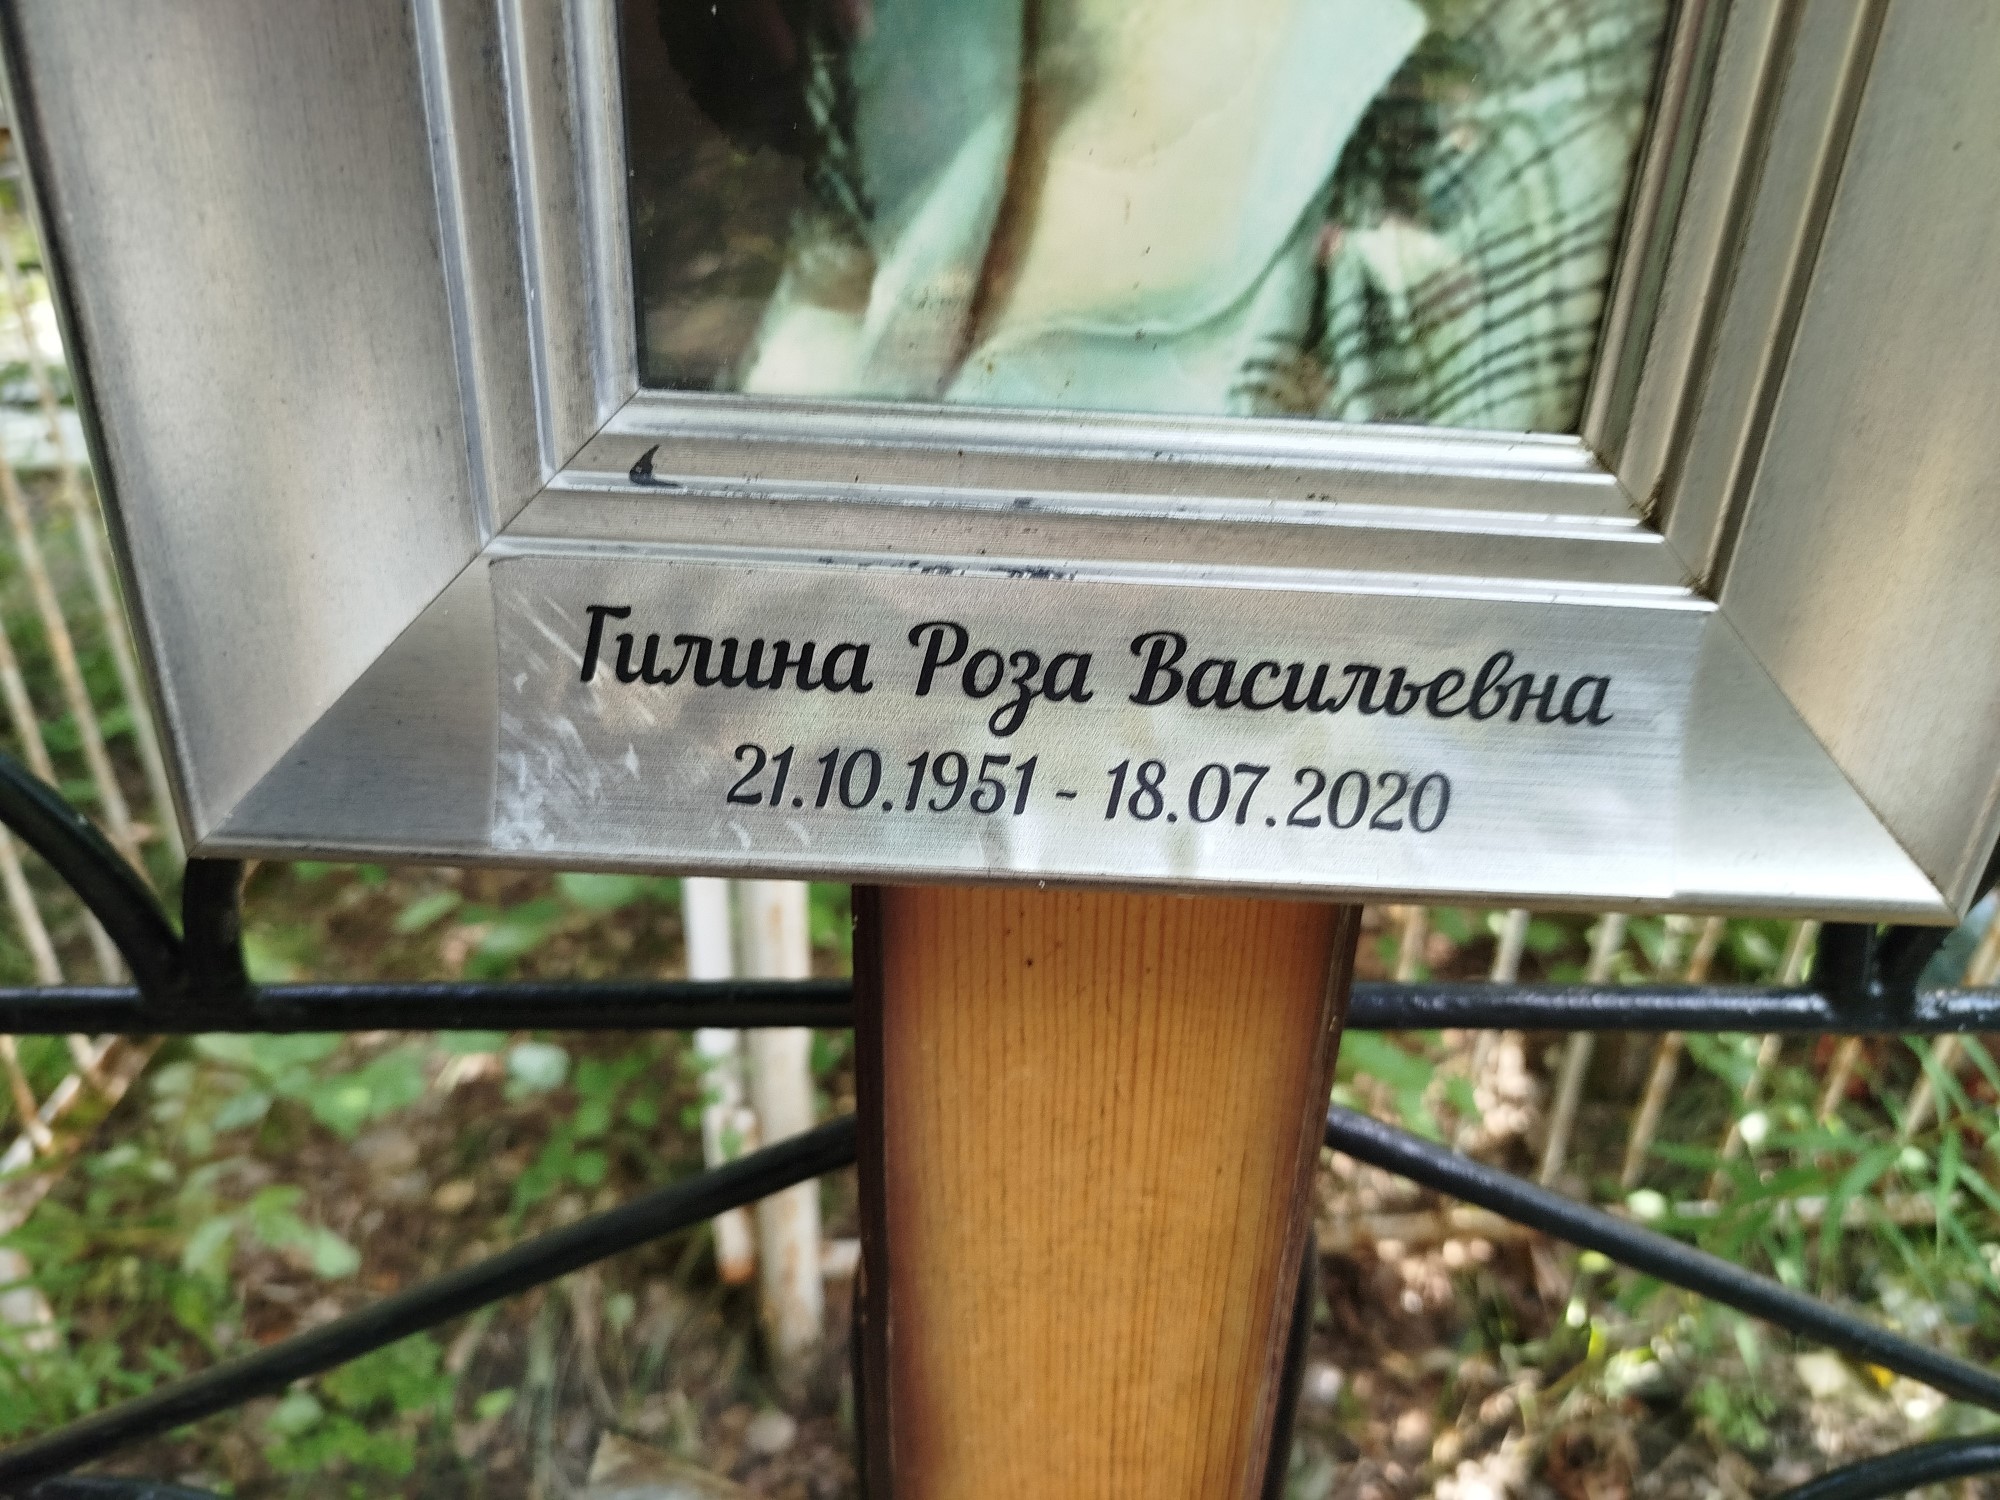 Гилина Роза Васильевна
21.10.1951 - 18.07.2020